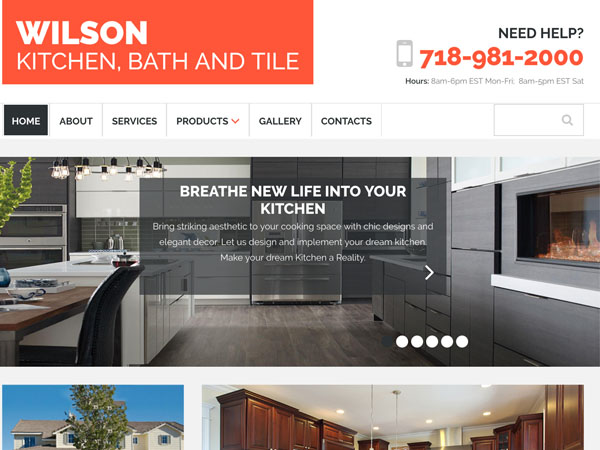 WILSON
KITCHEN, BATH AND TILE
NEED HELP?
718-981-2000
Hours: 8am-6pm EST Mon-Fri, 8am-5pm EST Sat
HOME ABOUT SERVICES PRODUCTS GALLERY CONTACTS
BREATHE NEW LIFE INTO YOUR
KITCHEN
Bring striking aesthetic to your cooking space with chic designs and
elegant decor. Let us design and implement your dream kitchen.
Make your dream Kitchen a Reality.